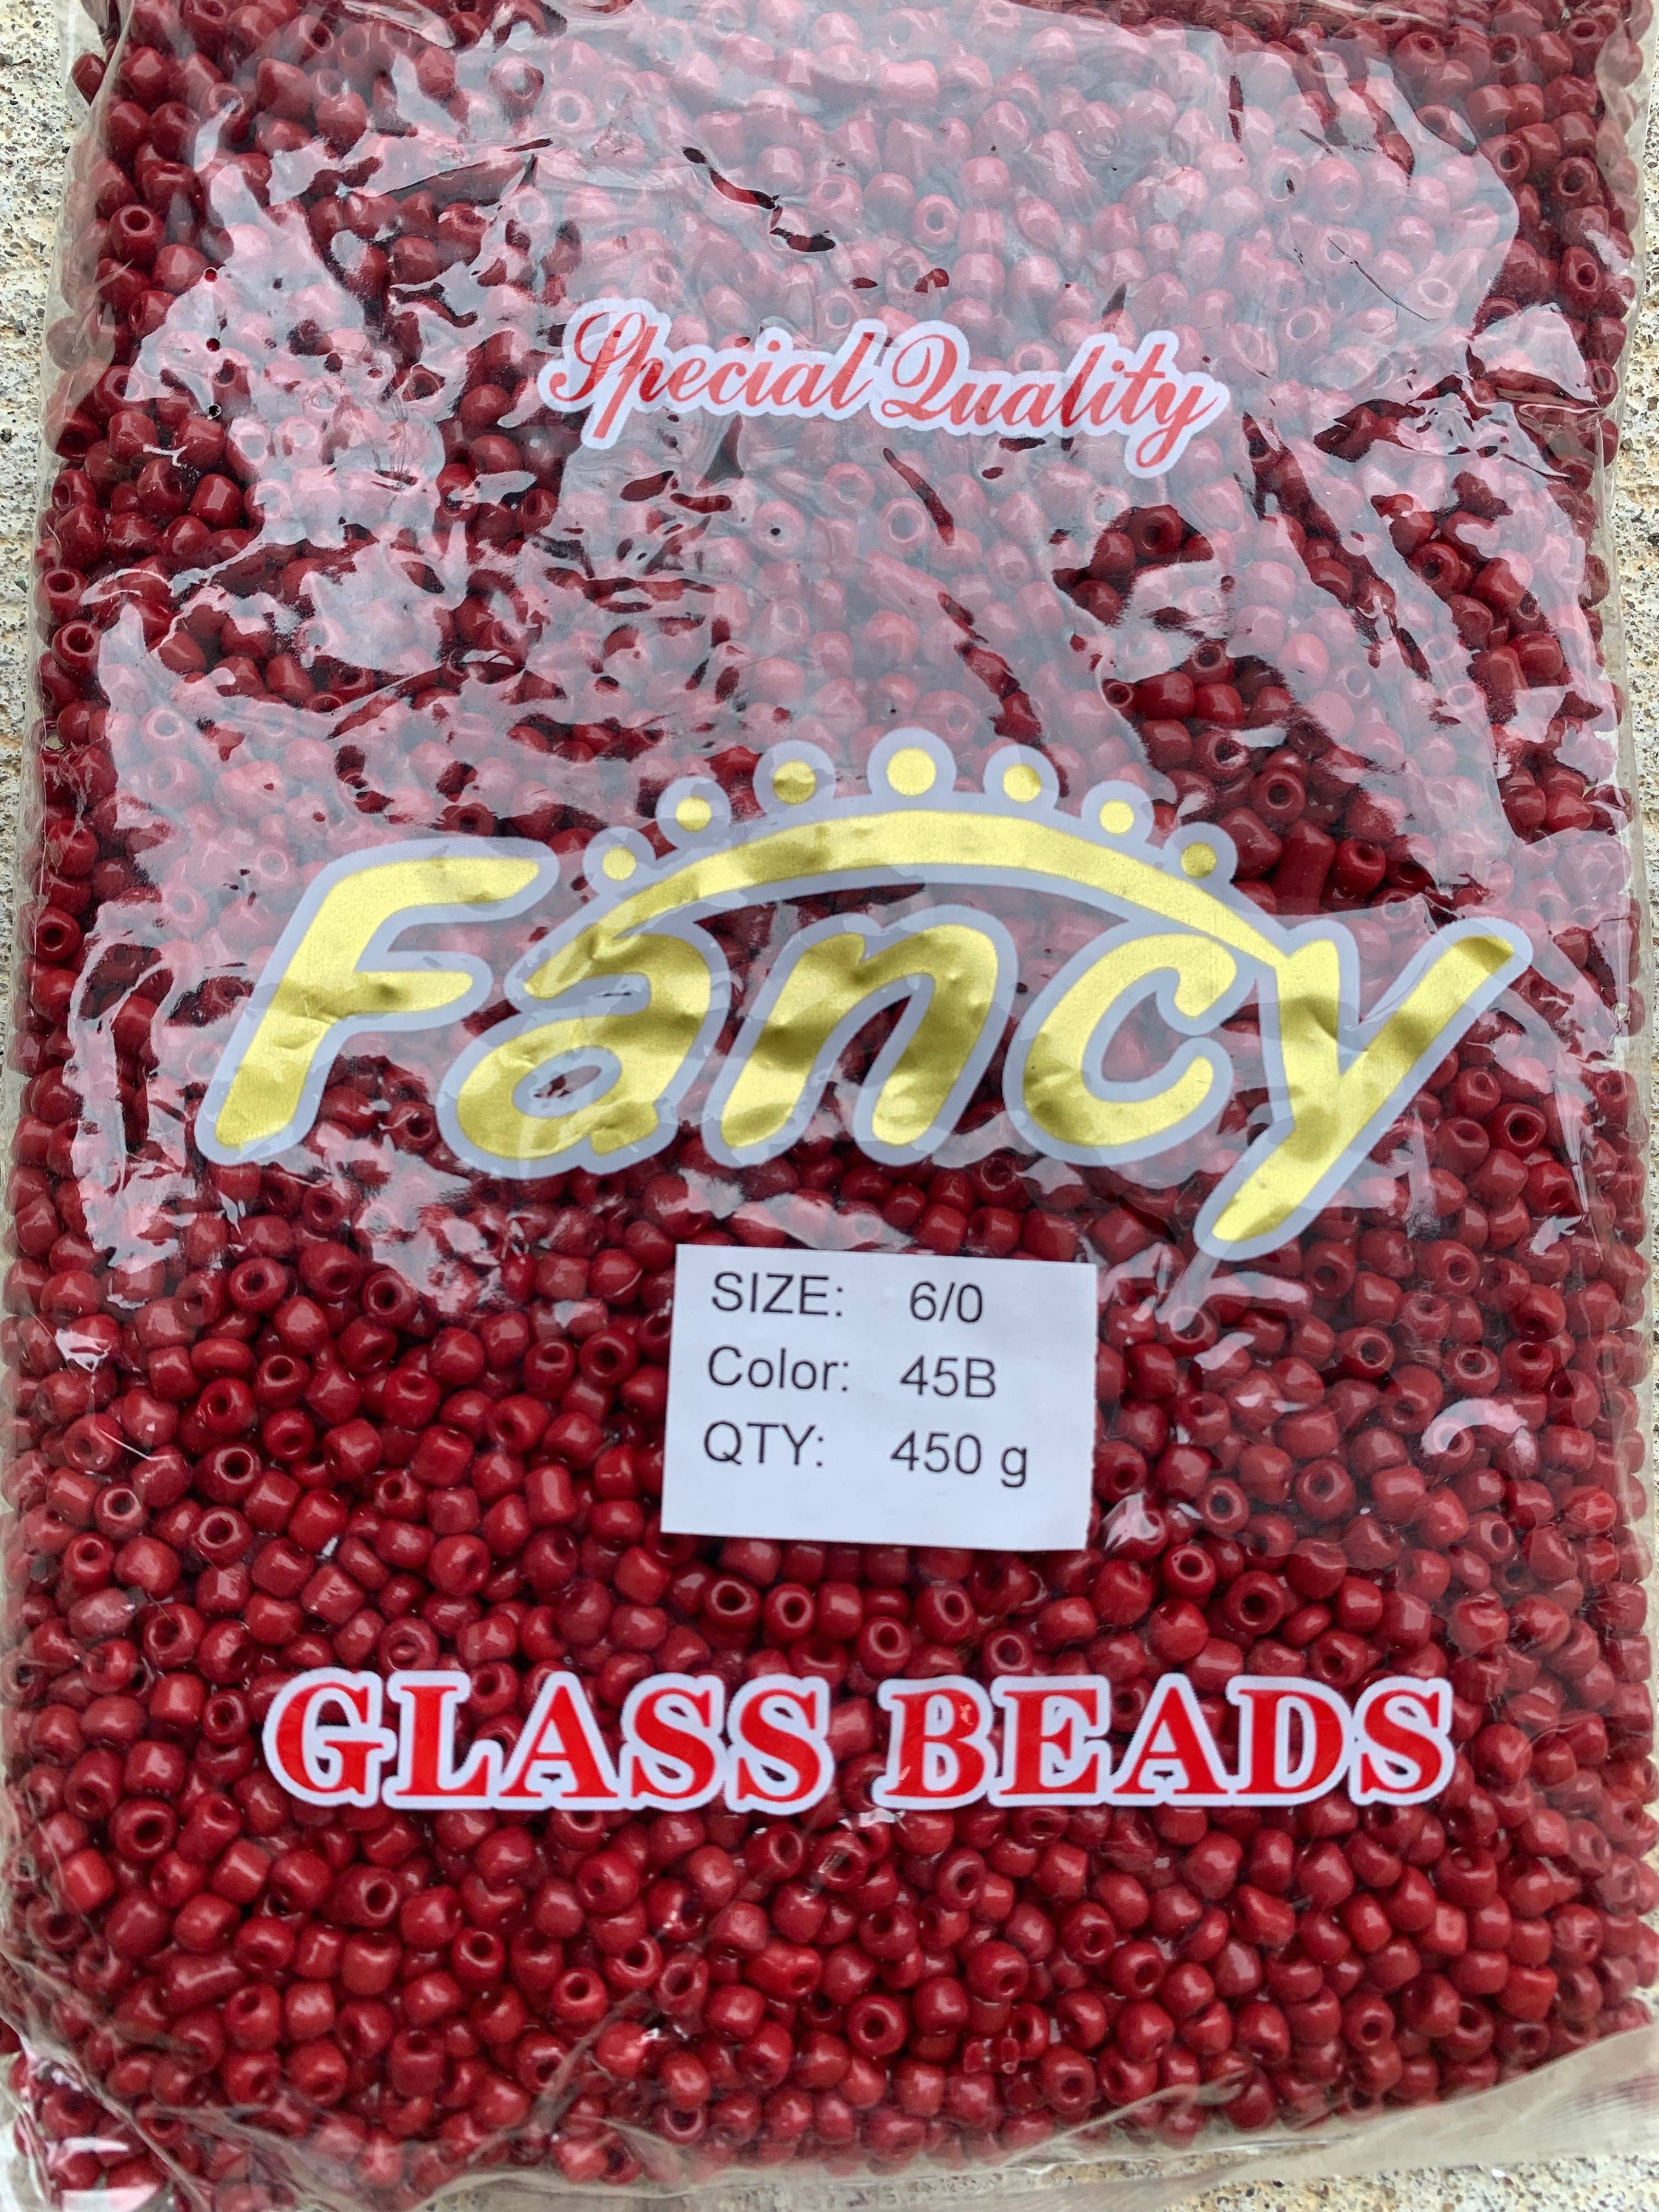 Special Quality
Fancy
SIZE: 6/0
Color: 45B
QTY: 450 g
GLASS BEADS